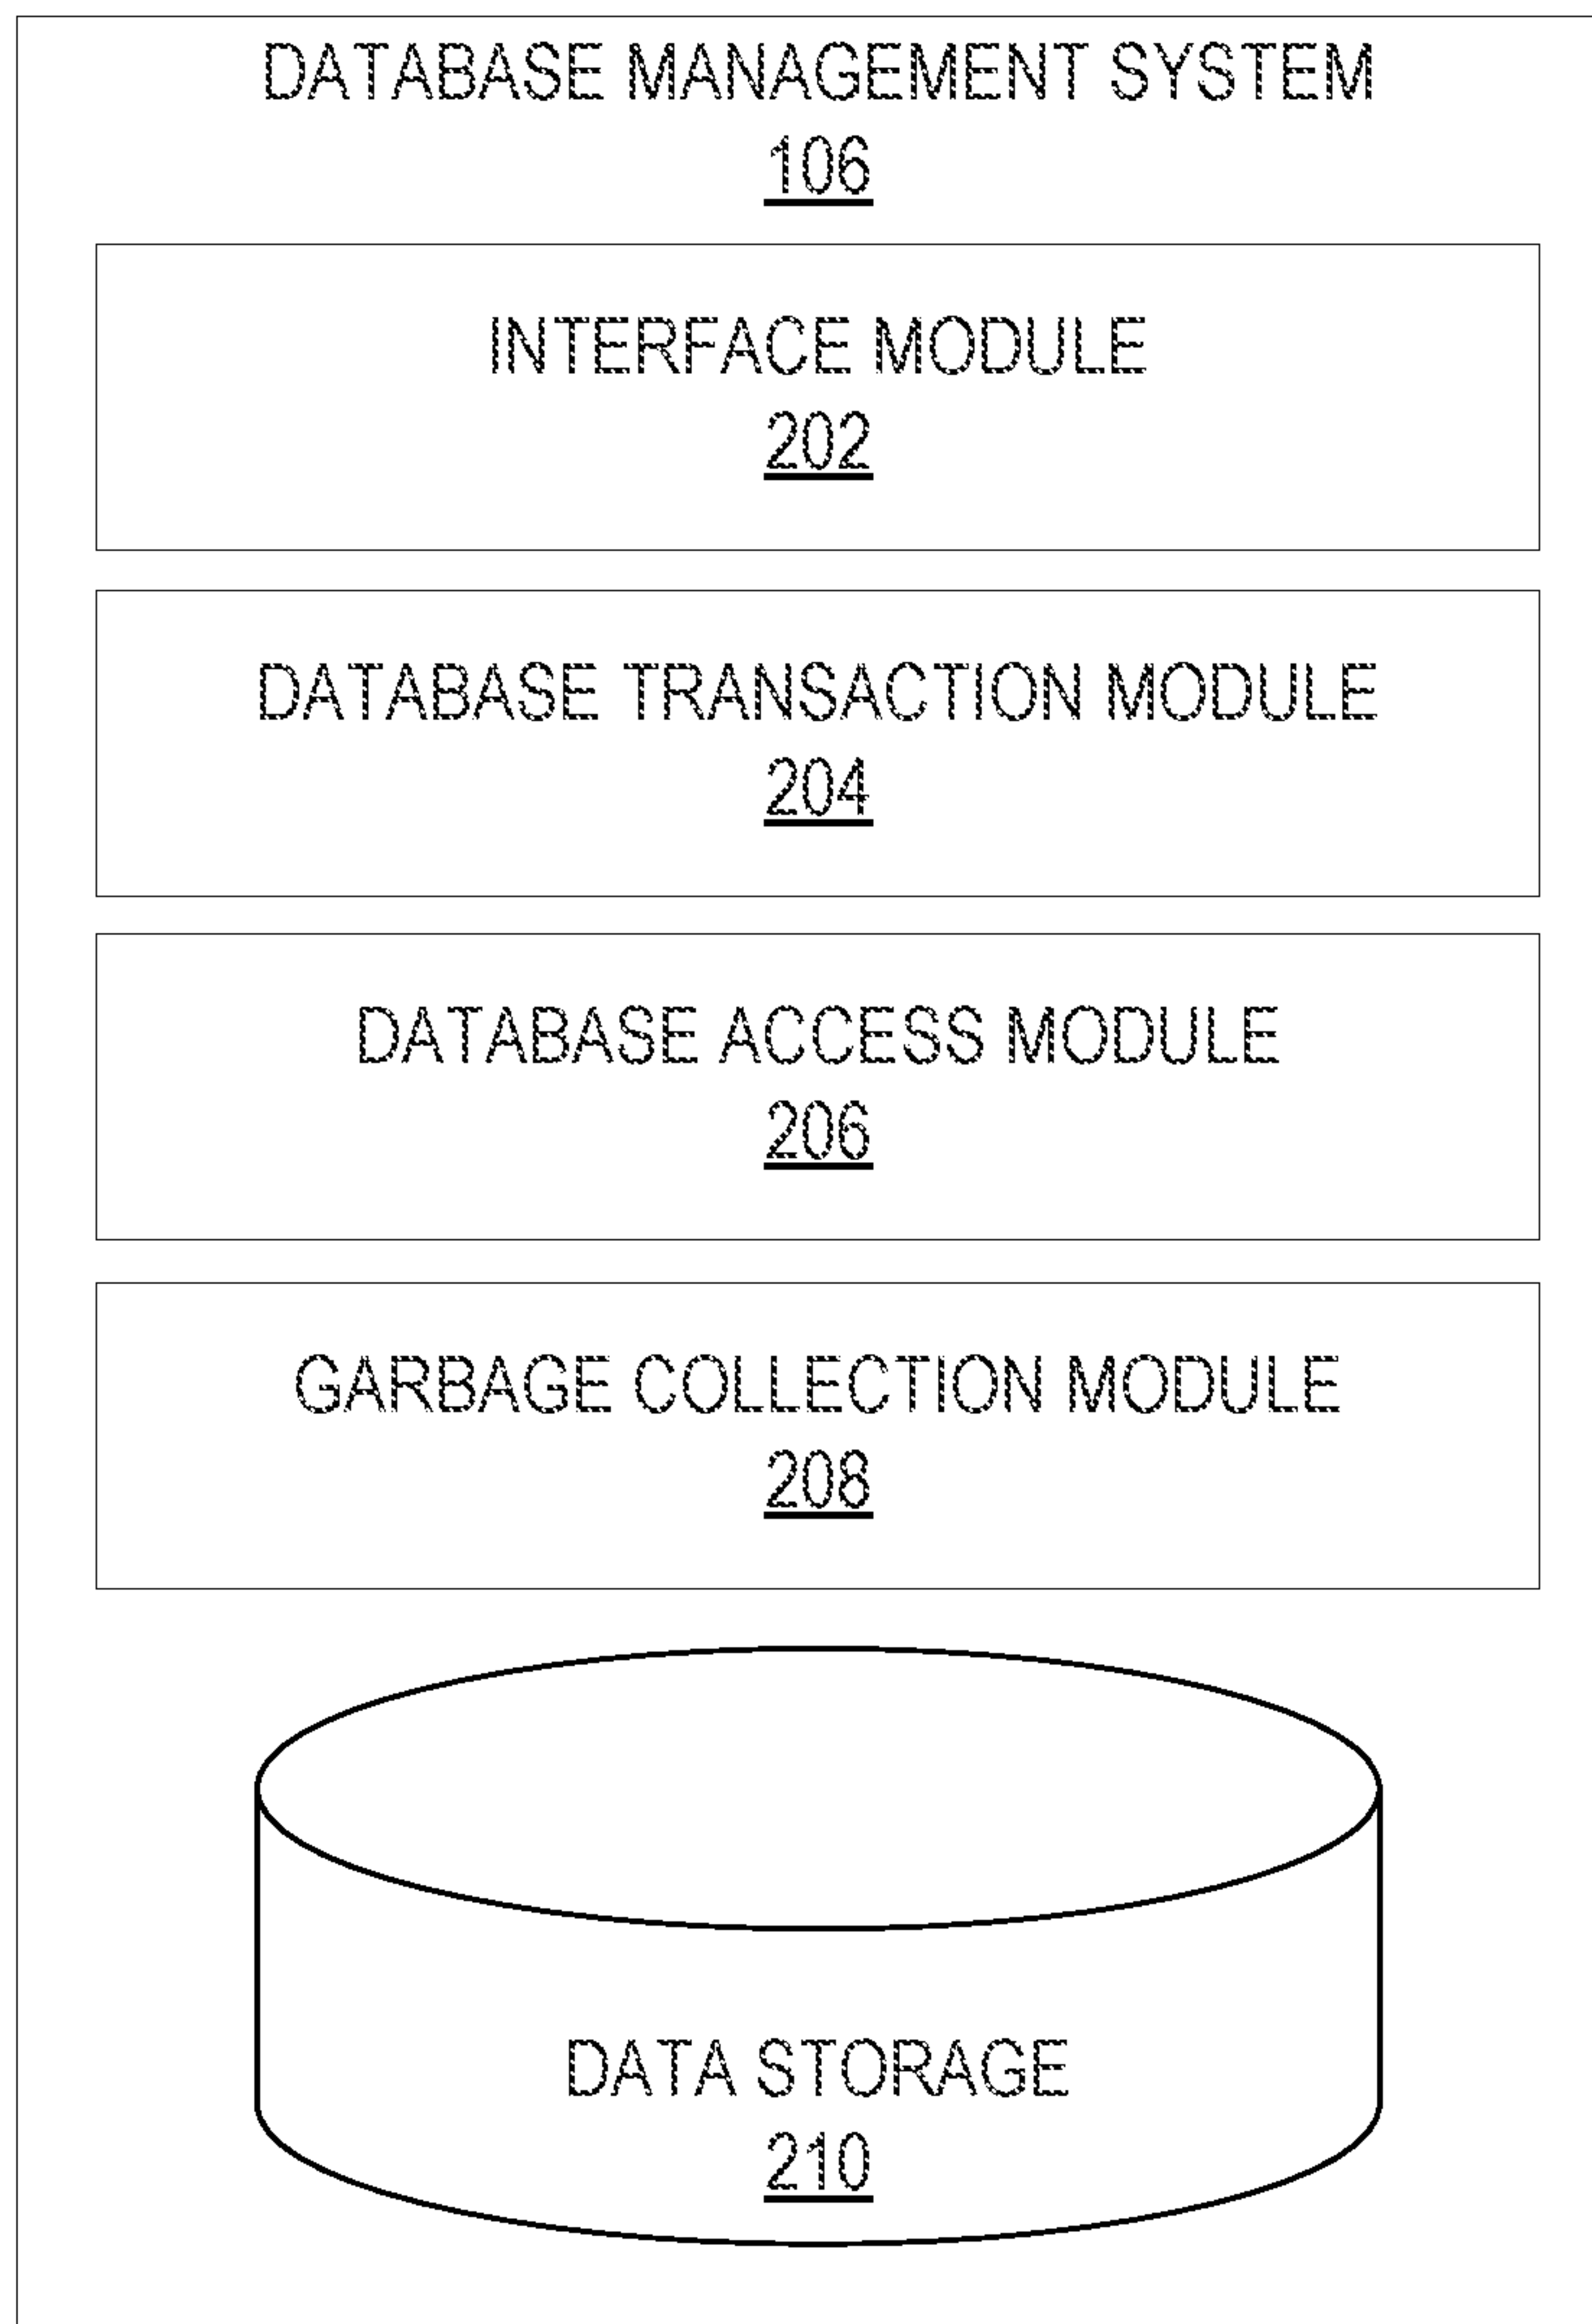 DATABASE MANAGEMENT SYSTEM
106
INTERFACE MODULE
202
DATABASE TRANSACTION MODULE
204
DATABASE ACCESS MODULE
206
GARBAGE COLLECTION MODULE
208
DATA STORAGE
210